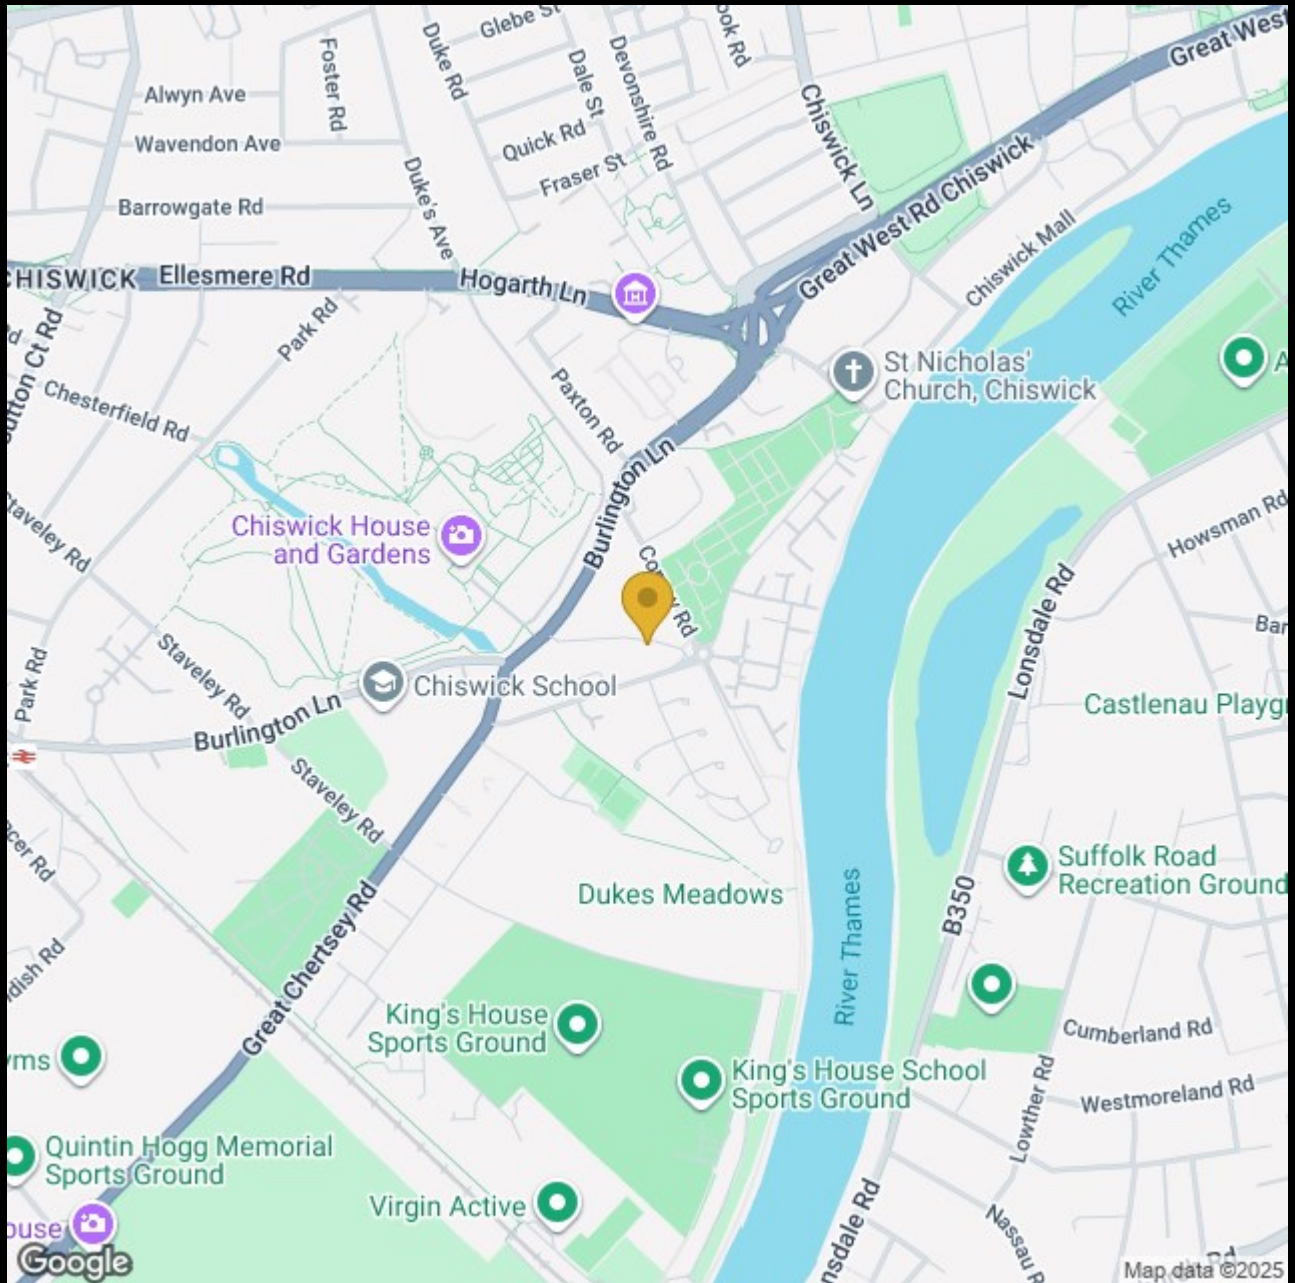 Glebe St
Duke Rd
Foster Rd
Dale St
Devonshire Rd
Great West
Alwyn Ave
Wavendon Ave
Quick Rd
Fraser St
Chiswick Ln
Barrowgate Rd
Duke's Ave
Great West Rd Chiswick
Chiswick Mall
River Thames
CHISWICK
Ellesmere Rd
Hogarth Ln
Park Rd
St Nicholas'
Church, Chiswick
Chesterfield Rd
Paxton Rd
Burlington Ln
Staveley Rd
Chiswick House
and Gardens
Howsman Rd
Lonsdale Rd
Staveley Rd
Park Rd
Chiswick School
Burlington Ln
Castlenau Playg
Staveley Rd
Suffolk Road
Recreation Ground
Dukes Meadows
B350
River Thames
Great Chertsey Rd
King's House
Sports Ground
King's House School
Sports Ground
Cumberland Rd
Westmoreland Rd
Lowther Rd
Quintin Hogg Memorial
Sports Ground
Virgin Active
Nassau R
nsdale Rd
Google
Map data ©2025